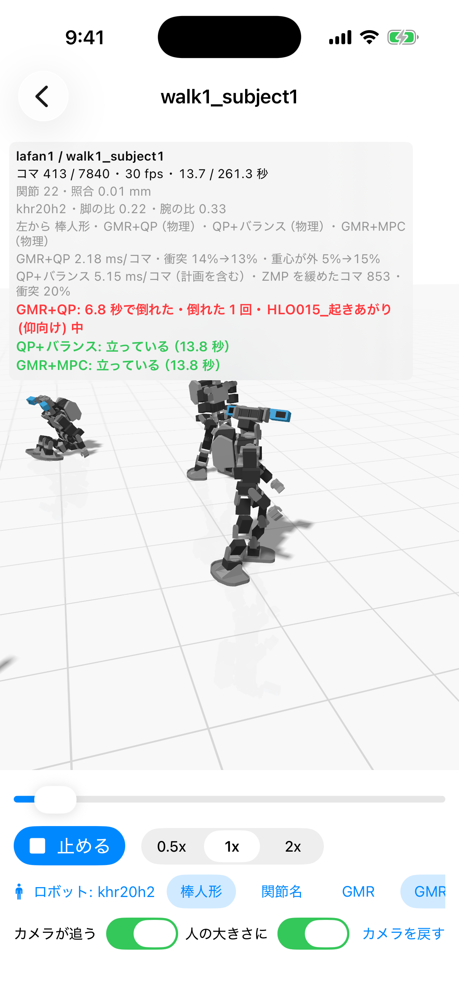 9:41
walk1_subject1
lafan1 / walk1_subject1
コマ 413 / 7840 · 30 fps · 13.7 / 261.3 秒
関節 22 · 照合 0.01 mm
khr20h2 · 脚の比 0.22 · 腕の比 0.33
左から 棒人形 · GMR+QP（物理） · QP+バランス（物理） · GMR+MPC
（物理）
GMR+QP 2.18 ms/コマ · 衝突 14%→13% · 重心が外 5%→15%
QP+バランス 5.15 ms/コマ（計画を含む） · ZMP を緩めたコマ 853 ·
衝突 20%
GMR+QP: 6.8 秒で倒れた · 倒れた 1 回 · HLO015_起きあがり
(仰向け) 中
QP+バランス: 立っている（13.8 秒）
GMR+MPC: 立っている（13.8 秒）
止める 0.5x 1x 2x
ロボット: khr20h2 棒人形 関節名 GMR GMR
カメラが追う 人の大きさに カメラを戻す